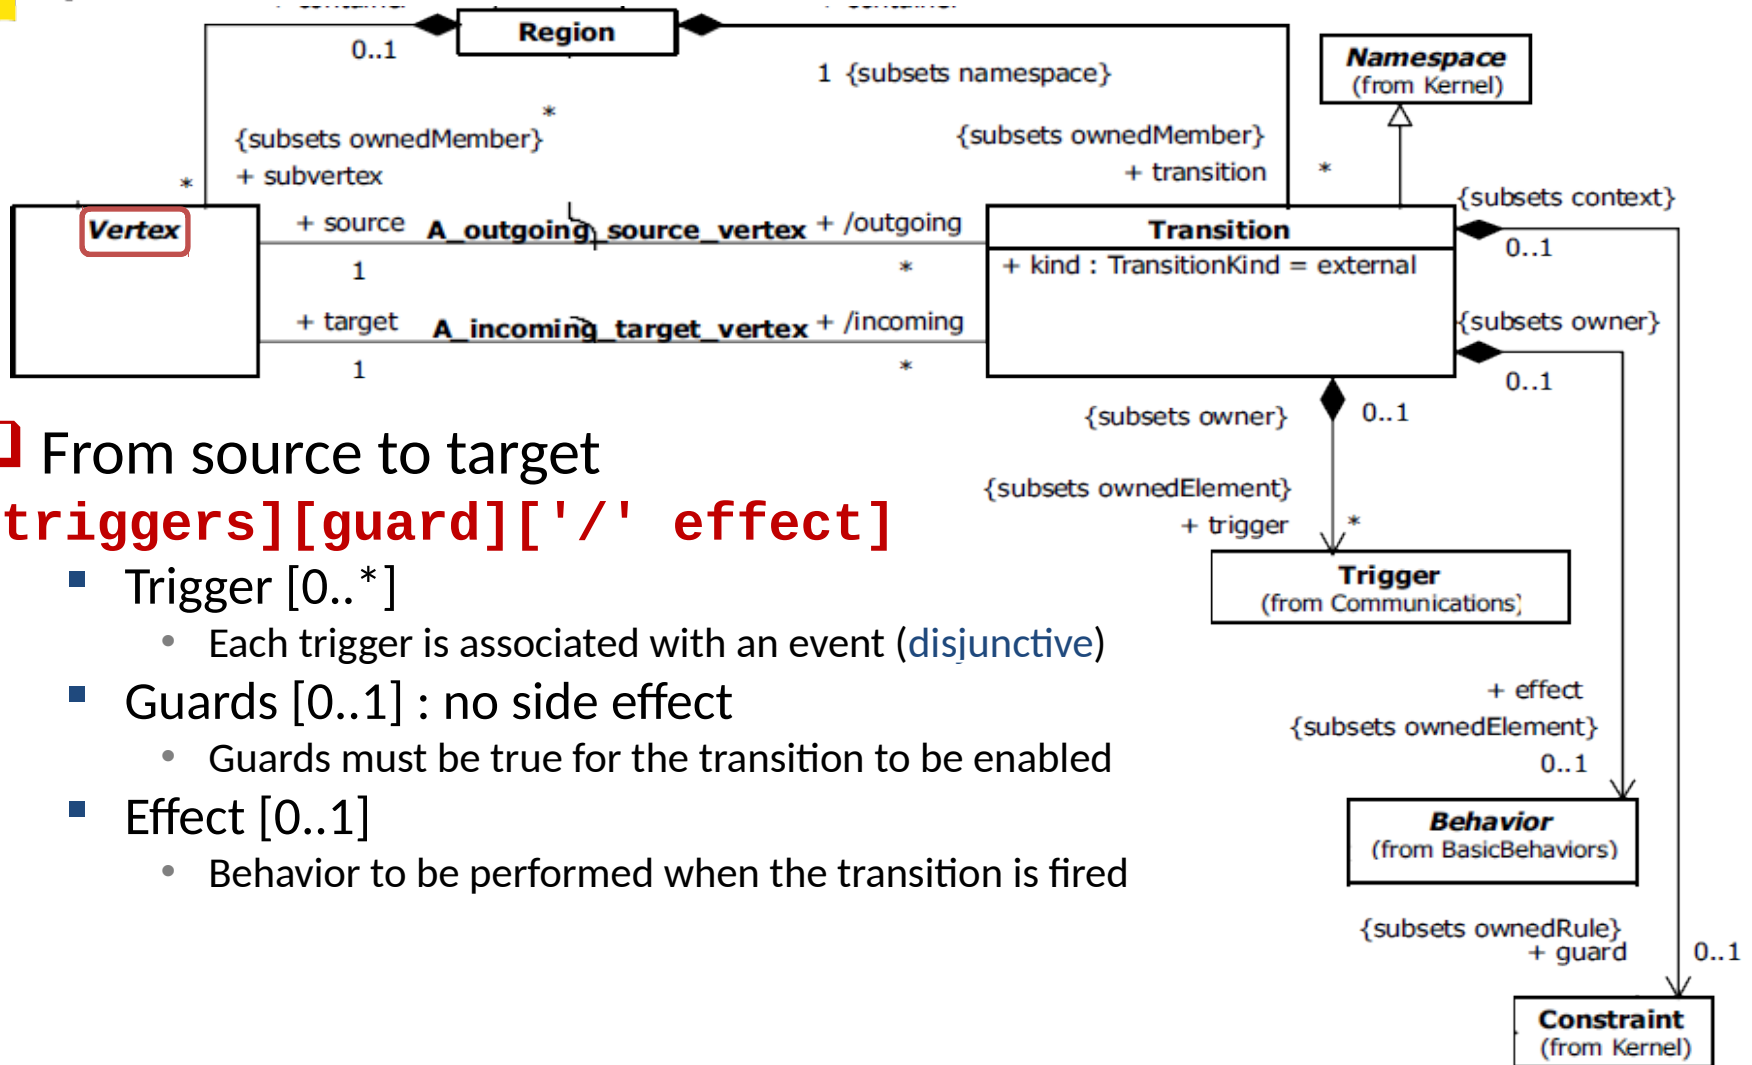 Region
0..1
1 {subsets namespace}
Namespace
(from Kernel)
*
{subsets ownedMember}
+ subvertex
*
{subsets ownedMember}
+ transition
*
{subsets context}
0..1
Vertex
+ source
A_outgoing_source_vertex
+ /outgoing
1
*
Transition
+ kind : TransitionKind = external
+ target
A_incoming_target_vertex
+ /incoming
1
*
{subsets owner}
0..1
{subsets owner}
0..1
{subsets ownedElement}
+ trigger
*
Trigger
(from Communications)
From source to target
triggers][guard]['/' effect]
Trigger [0..*]
Each trigger is associated with an event (disjunctive)
Guards [0..1] : no side effect
Guards must be true for the transition to be enabled
Effect [0..1]
Behavior to be performed when the transition is fired
+ effect
{subsets ownedElement}
0..1
Behavior
(from BasicBehaviors)
{subsets ownedRule}
+ guard
0..1
Constraint
(from Kernel)